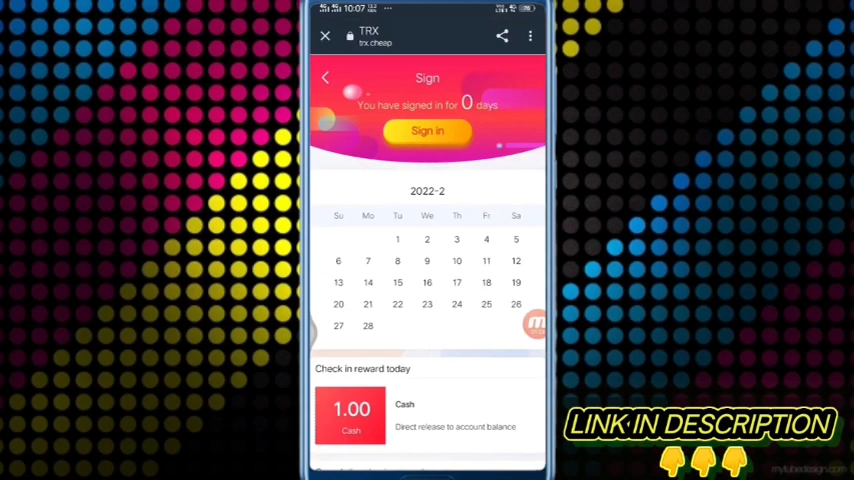 10:07
TRX
trx.cheap
Sign
You have signed in for 0 days
Sign in
2022-2
Su Mo Tu We Th Fr Sa
1 2 3 4 5
6 7 8 9 10 11 12
13 14 15 16 17 18 19
20 21 22 23 24 25 26
27 28
Check in reward today
1.00
Cash
Cash
Direct release to account balance
LINK IN DESCRIPTION
mytubedesign.com